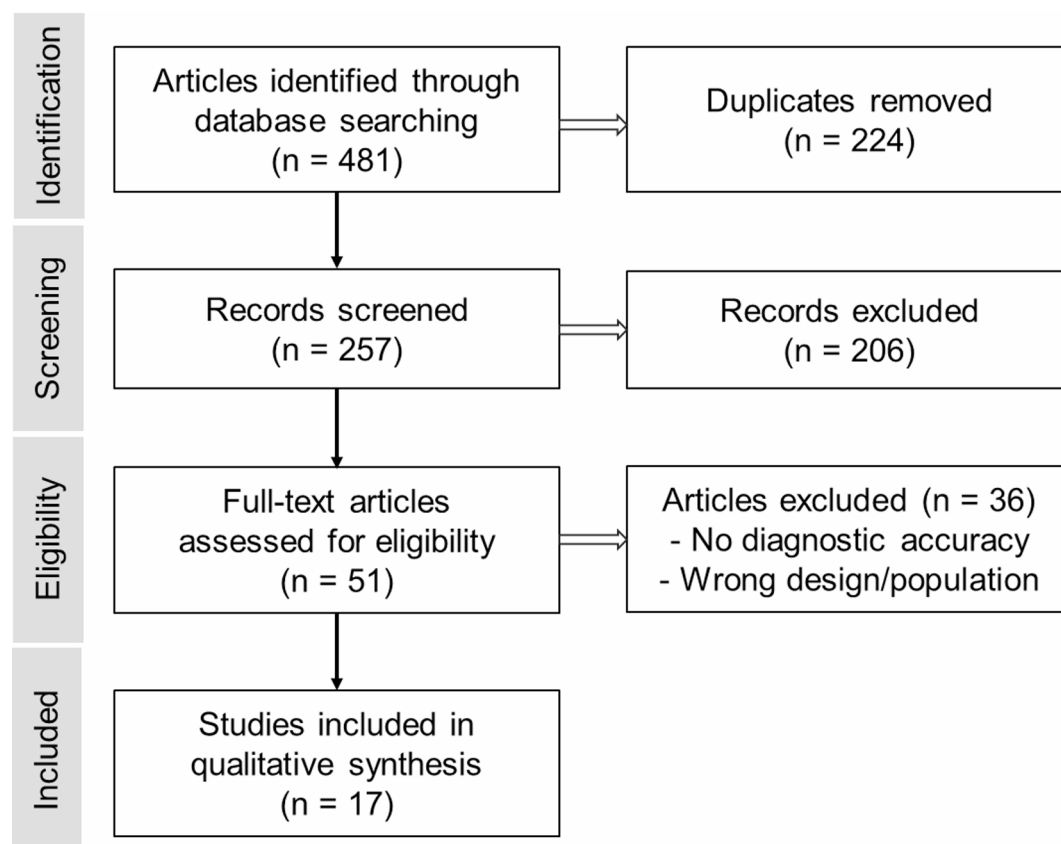 Identification
Articles identified through
database searching
(n = 481)
Duplicates removed
(n = 224)
Screening
Records screened
(n = 257)
Records excluded
(n = 206)
Eligibility
Full-text articles
assessed for eligibility
(n = 51)
Articles excluded (n = 36)
- No diagnostic accuracy
- Wrong design/population
Included
Studies included in
qualitative synthesis
(n = 17)